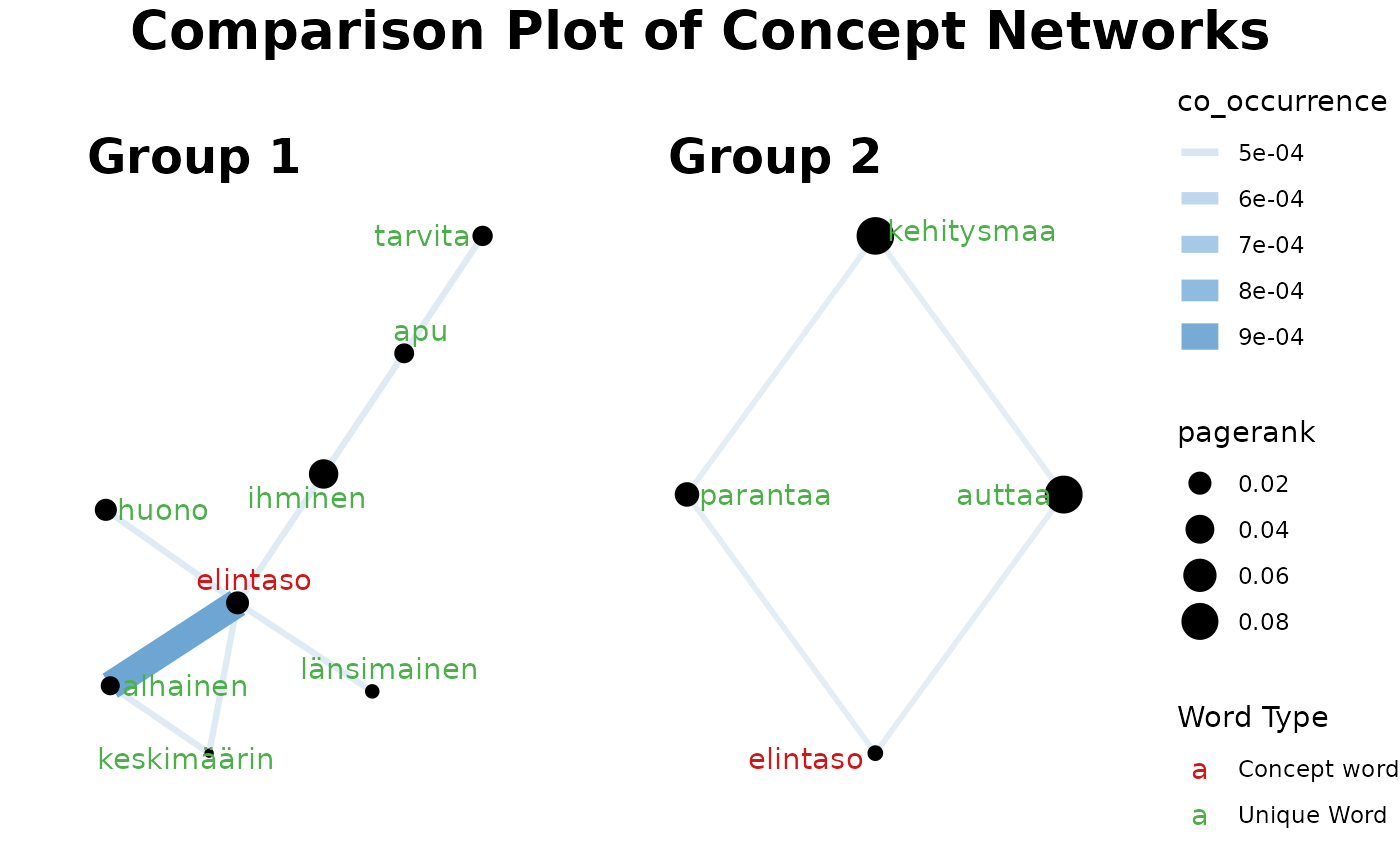 Comparison Plot of Concept Networks
Group 1
tarvita
apu
ihminen
huono
elintaso
länsimainen
alhainen
keskimäärin
Group 2
kehitysmaa
parantaa
auttaa
elintaso
co_occurrence
5e-04
6e-04
7e-04
8e-04
9e-04
pagerank
0.02
0.04
0.06
0.08
Word Type
a Concept word
a Unique Word